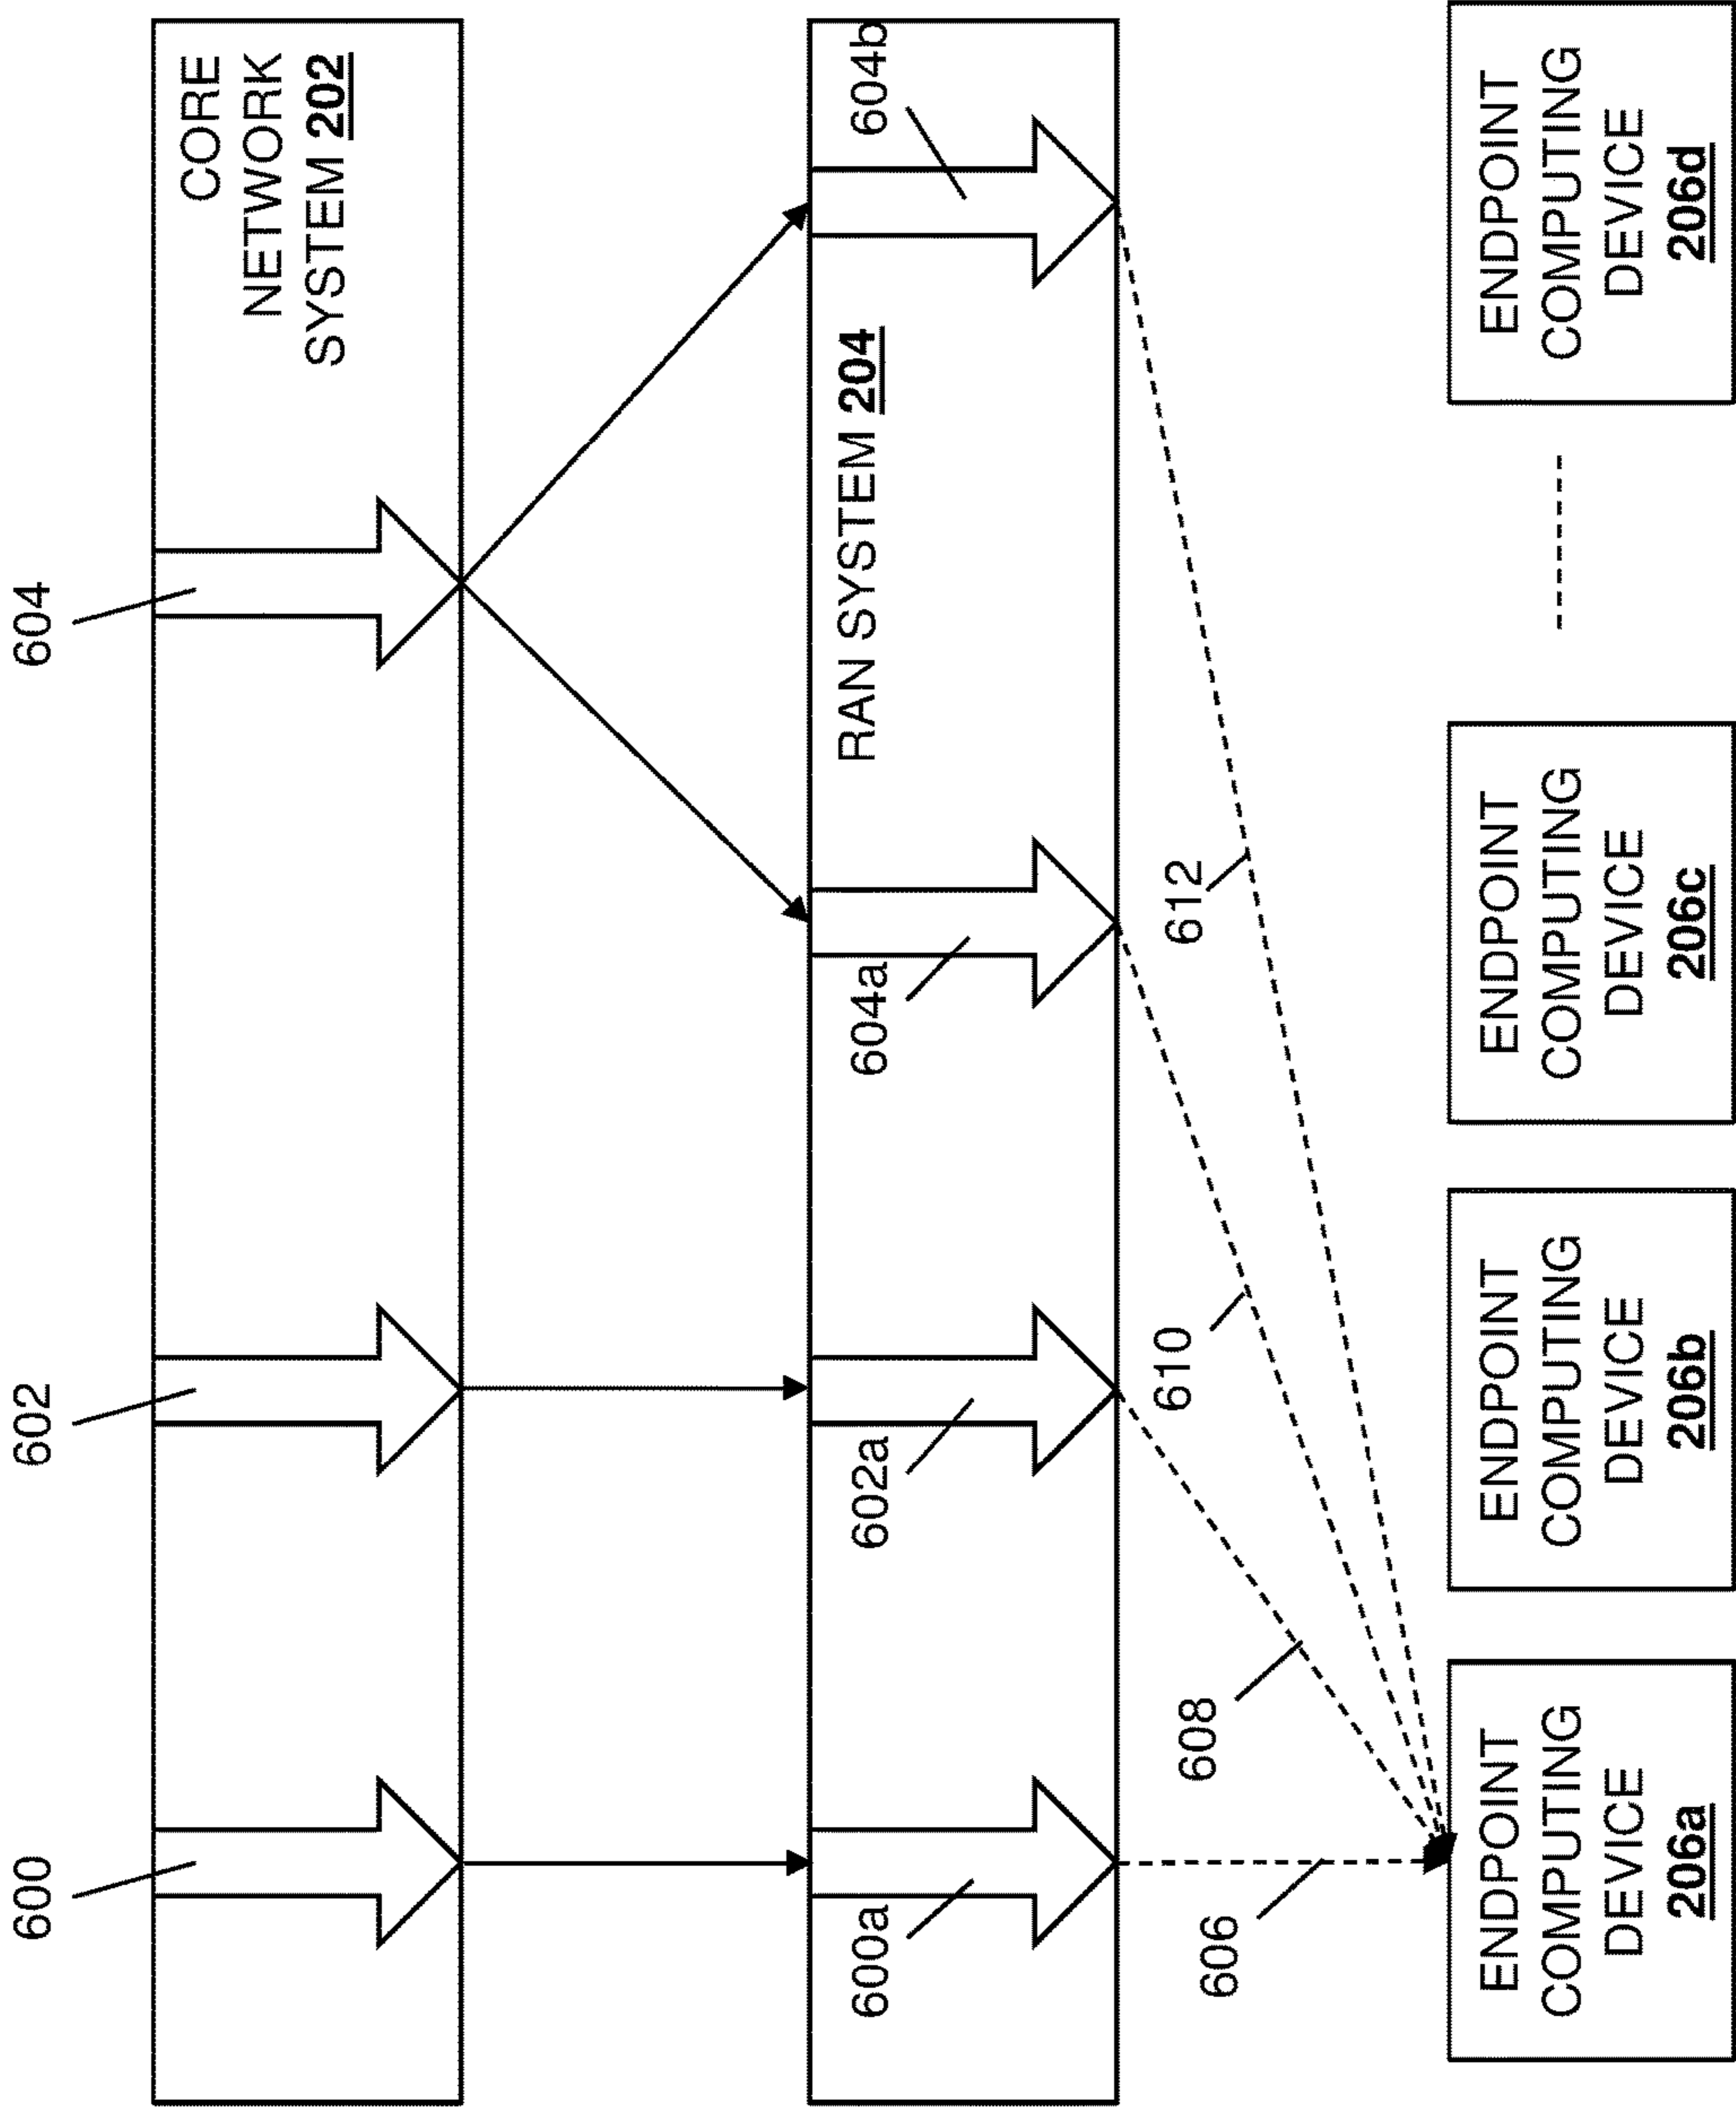 600
602
604
CORE
NETWORK
SYSTEM 202
600a
602a
604a
RAN SYSTEM 204
604b
606
608
610
612
ENDPOINT
COMPUTING
DEVICE
206a
ENDPOINT
COMPUTING
DEVICE
206b
ENDPOINT
COMPUTING
DEVICE
206c
ENDPOINT
COMPUTING
DEVICE
206d